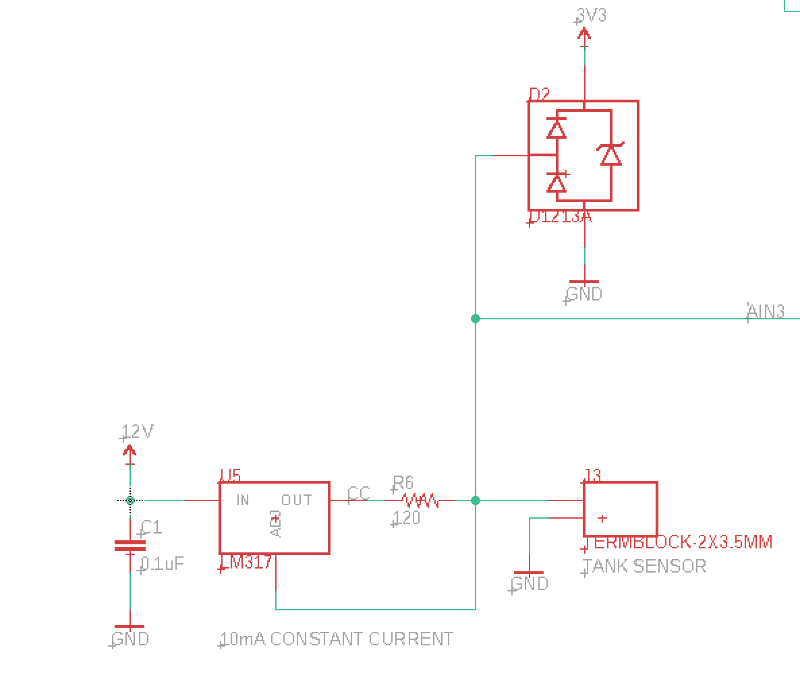 3V3
D2
D1213A
GND
AIN3
12V
U5
IN
OUT
ADJ
LM317
CC
R6
120
J3
TERMBLOCK-2X3.5MM
TANK SENSOR
C1
0.1uF
GND
GND
10mA CONSTANT CURRENT